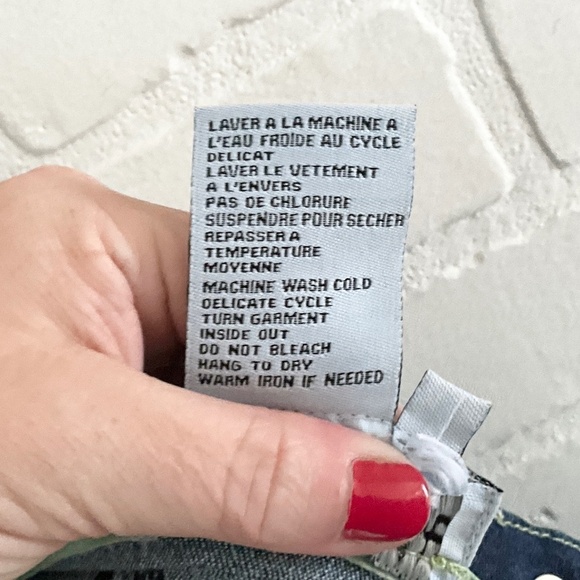 LAVER A LA MACHINE A
L'EAU FROIDE AU CYCLE
DELICAT
LAVER LE VETEMENT
A L'ENVERS
PAS DE CHLORURE
SUSPENDRE POUR SECHER
REPASSER A
TEMPERATURE
MOYENNE
MACHINE WASH COLD
DELICATE CYCLE
TURN GARMENT
INSIDE OUT
DO NOT BLEACH
HANG TO DRY
WARM IRON IF NEEDED